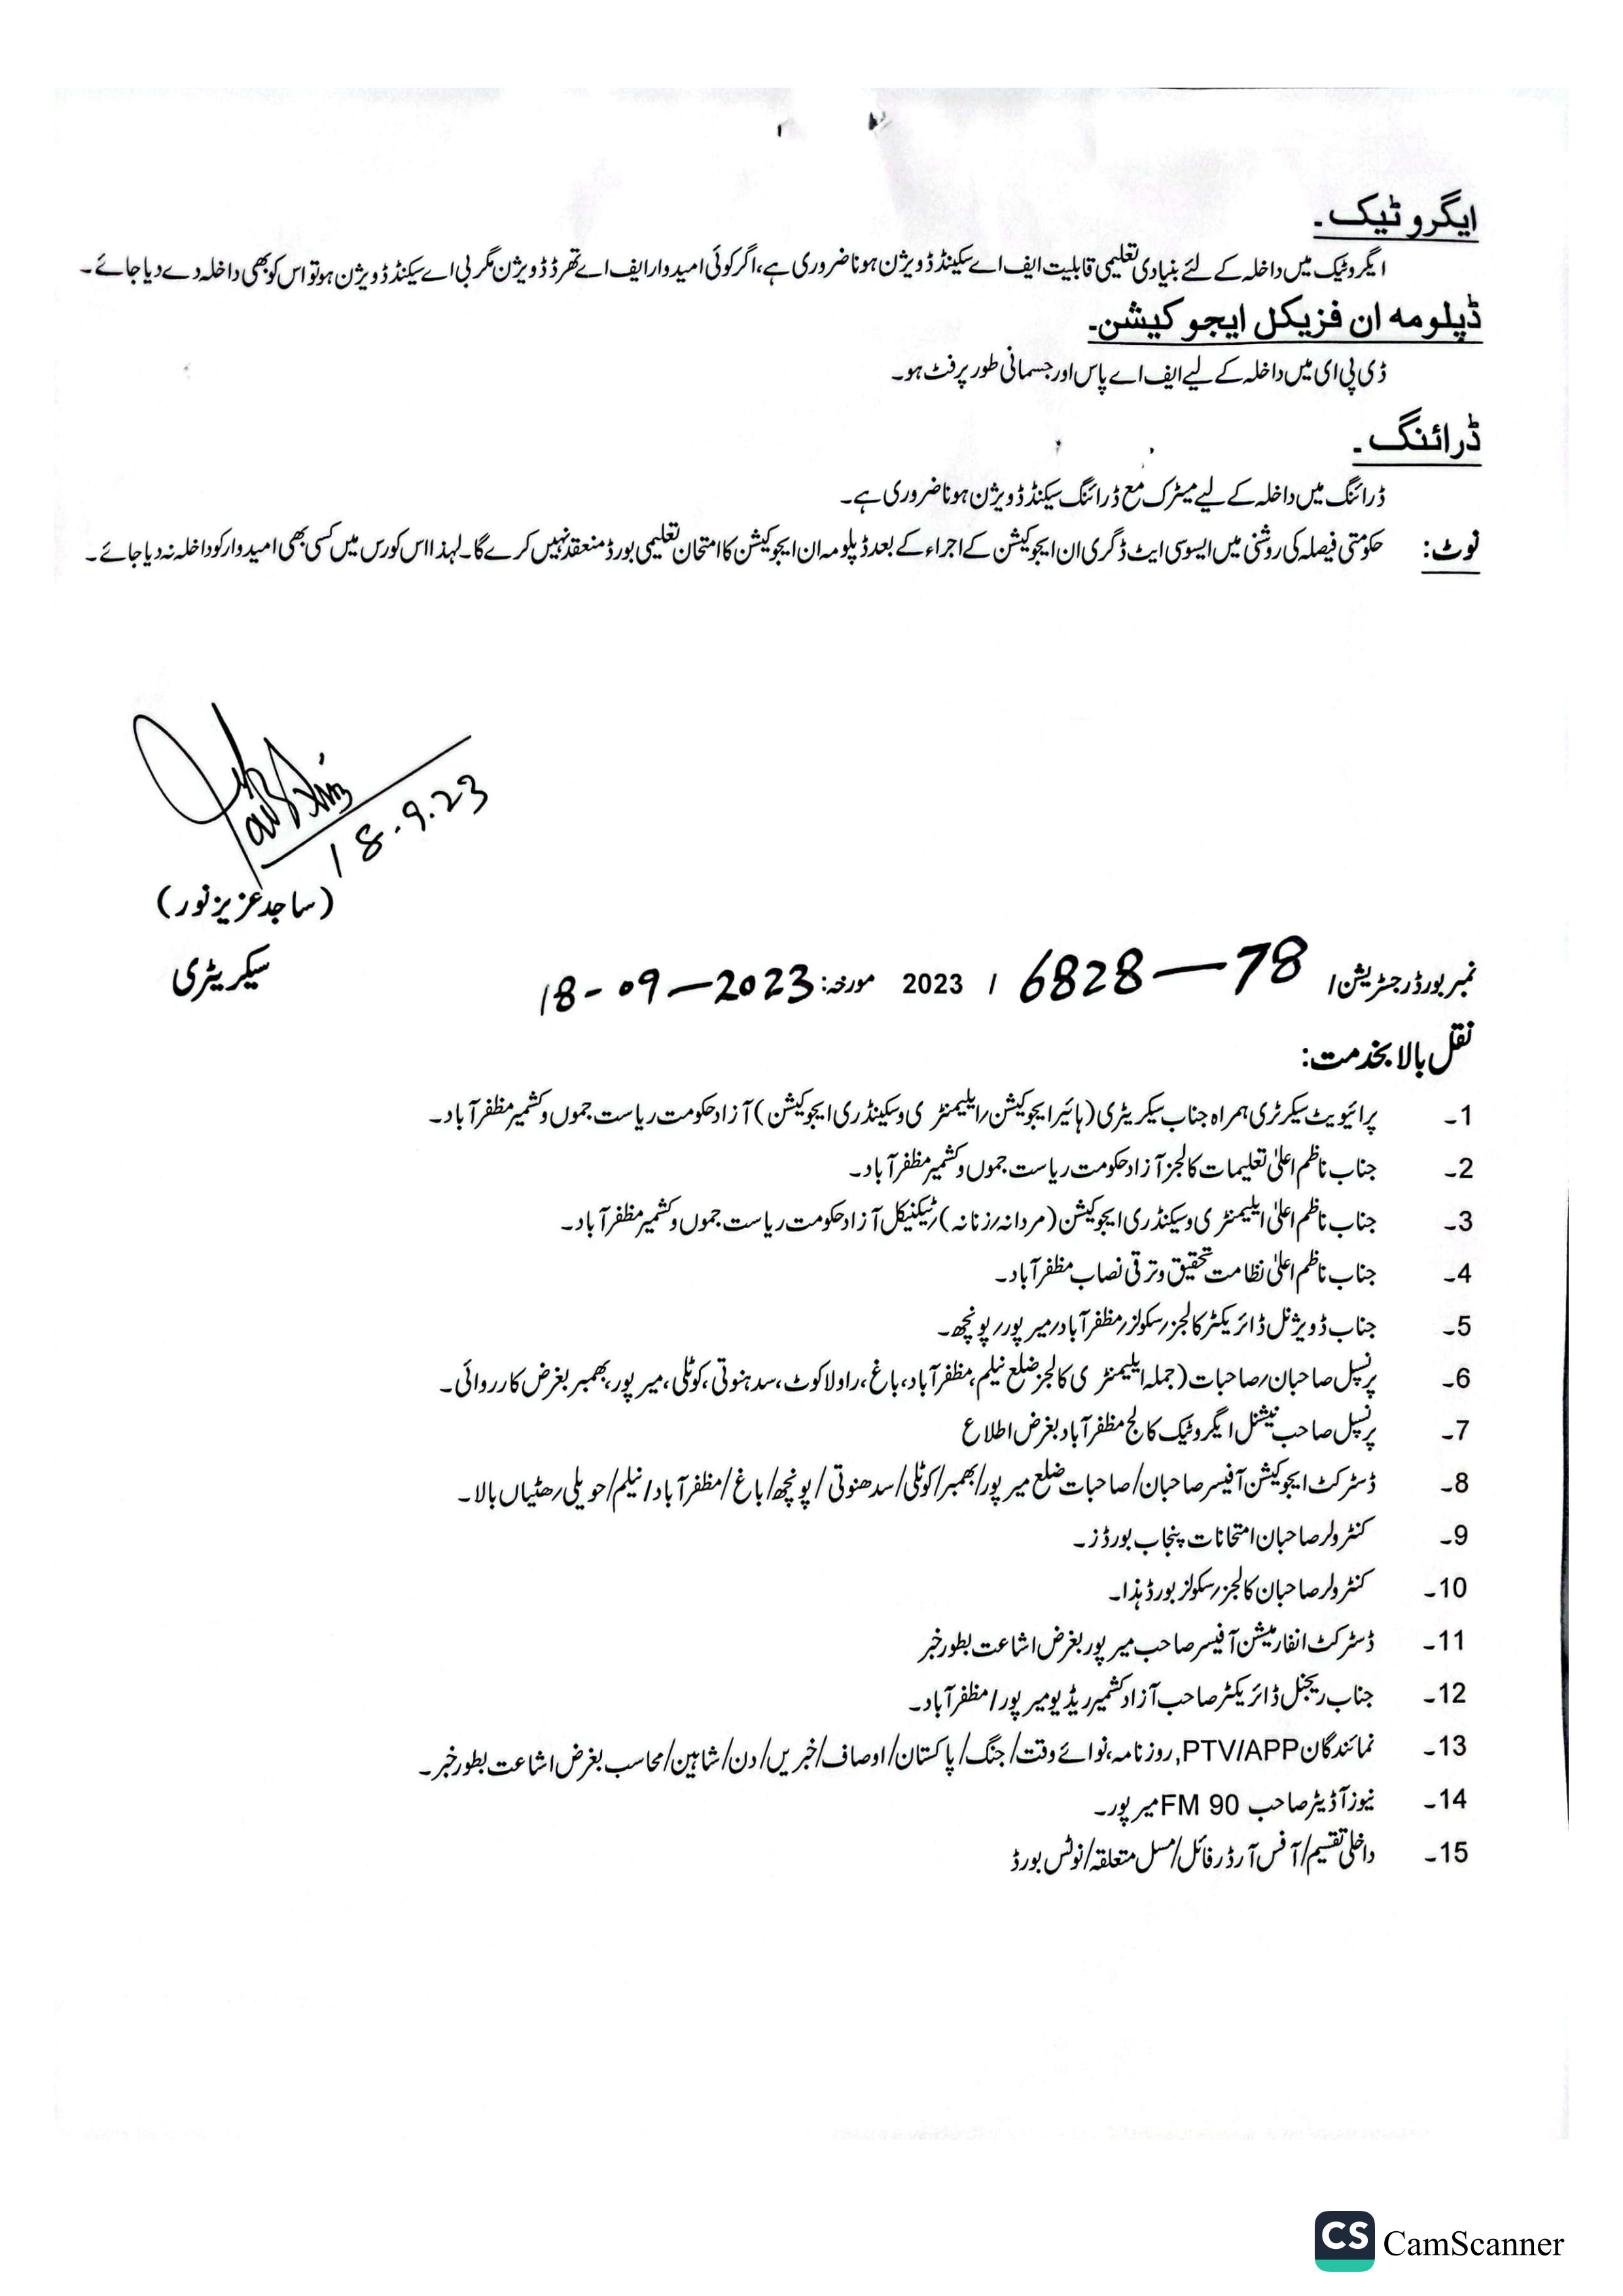 ایگروٹیک۔
ایگروٹیک میں داخلہ کے لئے بنیادی تعلیمی قابلیت ایف اے سکینڈ ڈویژن ہونا ضروری ہے، اگر کوئی امیدوار ایف اے تھرڈ ڈویژن مگر بی اے سیکنڈ ڈویژن ہو تو اس کو بھی داخلہ دے دیا جائے۔
ڈپلومہ ان فزیکل ایجوکیشن۔
ڈی پی ای میں داخلہ کے لیے ایف اے پاس اور جسمانی طور پر فٹ ہو۔
ڈرائنگ۔
ڈرائنگ میں داخلہ کے لیے میٹرک مع ڈرائنگ سیکنڈ ڈویژن ہونا ضروری ہے۔
نوٹ: حکومتی فیصلہ کی روشنی میں ایسوسی ایٹ ڈگری ان ایجوکیشن کے اجراء کے بعد ڈپلومہ ان ایجوکیشن کا امتحان تعلیمی بورڈ منعقد نہیں کرے گا۔ لہذا اس کورس میں کسی بھی امیدوار کو داخلہ نہ دیا جائے۔
18.9.23
(ساجد عزیز نور)
سیکریٹری
نمبر بورڈ رجسٹریشن/ 6828—78 / 2023 مورخہ: 18-09-2023
نقل بالا بخدمت:
1۔ پرائیویٹ سیکرٹری ہمراہ جناب سیکریٹری (ہائیر ایجوکیشن/ایلیمنٹری و سکینڈری ایجوکیشن) آزاد حکومت ریاست جموں و کشمیر مظفرآباد۔
2۔ جناب ناظم اعلیٰ تعلیمات کالجز آزاد حکومت ریاست جموں و کشمیر مظفرآباد۔
3۔ جناب ناظم اعلیٰ ایلیمنٹری و سیکنڈری ایجوکیشن (مردانہ/زنانہ)/ٹیکنیکل آزاد حکومت ریاست جموں و کشمیر مظفرآباد۔
4۔ جناب ناظم اعلیٰ نظامت تحقیق و ترقی نصاب مظفرآباد۔
5۔ جناب ڈویژنل ڈائریکٹر کالجز/سکولز/مظفرآباد/میرپور/پونچھ۔
6۔ پرنسپل صاحبان/صاحبات (جملہ ایلیمنٹری کالجز ضلع نیلم، مظفرآباد، باغ، راولاکوٹ، سدہنوتی، کوٹلی، میرپور، بھمبر بغرض کارروائی۔
7۔ پرنسپل صاحب نیشنل ایگروٹیک کالج مظفرآباد بغرض اطلاع
8۔ ڈسٹرکٹ ایجوکیشن آفیسر صاحبان/صاحبات ضلع میرپور/بھمبر/کوٹلی/سدھنوتی/پونچھ/باغ/مظفرآباد/نیلم/حویلی/ھٹیاں بالا۔
9۔ کنٹرولر صاحبان امتحانات پنجاب بورڈز۔
10۔ کنٹرولر صاحبان کالجز/سکولز بورڈ ہذا۔
11۔ ڈسٹرکٹ انفارمیشن آفیسر صاحب میرپور بغرض اشاعت بطور خبر
12۔ جناب ریجنل ڈائریکٹر صاحب آزاد کشمیر ریڈیو میرپور/مظفرآباد۔
13۔ نمائندگان PTV/APP, روزنامہ، نوائے وقت/جنگ/پاکستان/اوصاف/خبریں/دن/شاہین/محاسب بغرض اشاعت بطور خبر۔
14۔ نیوز آڈیٹر صاحب FM 90 میرپور۔
15۔ داخلی تقسیم/آفس آرڈر فائل/مسل متعلقہ/نوٹس بورڈ
CS CamScanner